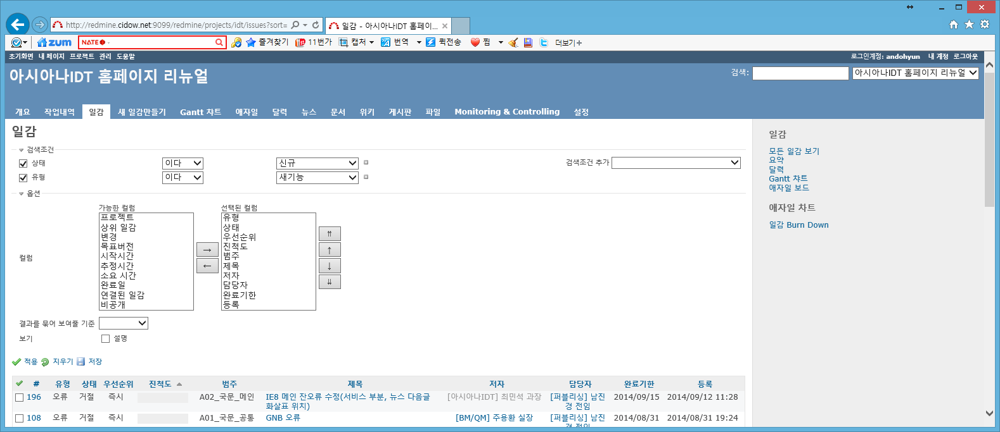 http://redmine.cidow.net:9099/redmine/projects/idt/issues?sort=
일감 - 아시아나IDT 홈페이...
zum NATE 즐겨찾기 11번가 캡처 번역 퀵전송 찜 더보기+
초기화면 내 페이지 프로젝트 관리 도움말
로그인계정: andohyun 내 계정 로그아웃
아시아나IDT 홈페이지 리뉴얼
검색: 아시아나IDT 홈페이지 리뉴얼
개요 작업내역 일감 새 일감만들기 Gantt 챠트 애자일 달력 뉴스 문서 위키 게시판 파일 Monitoring & Controlling 설정
일감
검색조건
상태 이다 신규 검색조건 추가
유형 이다 새기능
옵션
가능한 컬럼
프로젝트
상위 일감
변경
목표버전
시작시간
추정시간
소요 시간
완료일
연결된 일감
비공개
컬럼
→
←
선택된 컬럼
유형
상태
우선순위
진척도
범주
제목
저자
담당자
완료기한
등록
⇈
↑
↓
⇊
결과를 묶어 보여줄 기준
보기 설명
적용 지우기 저장
# 유형 상태 우선순위 진척도 범주 제목 저자 담당자 완료기한 등록
196 오류 거절 즉시 A02_국문_메인 IE8 메인 잔오류 수정(서비스 부분, 뉴스 다음글 [아시아나IDT] 최민석 과장 [퍼블리싱] 남진 2014/09/15 2014/09/12 11:28
화살표 위치) 경 전임
108 오류 거절 즉시 A01_국문_공통 GNB 오류 [BM/QM] 주용환 실장 [퍼블리싱] 남진 2014/08/31 2014/08/31 19:24
경 전임
일감
모든 일감 보기
요약
달력
Gantt 챠트
애자일 보드
애자일 차트
일감 Burn Down